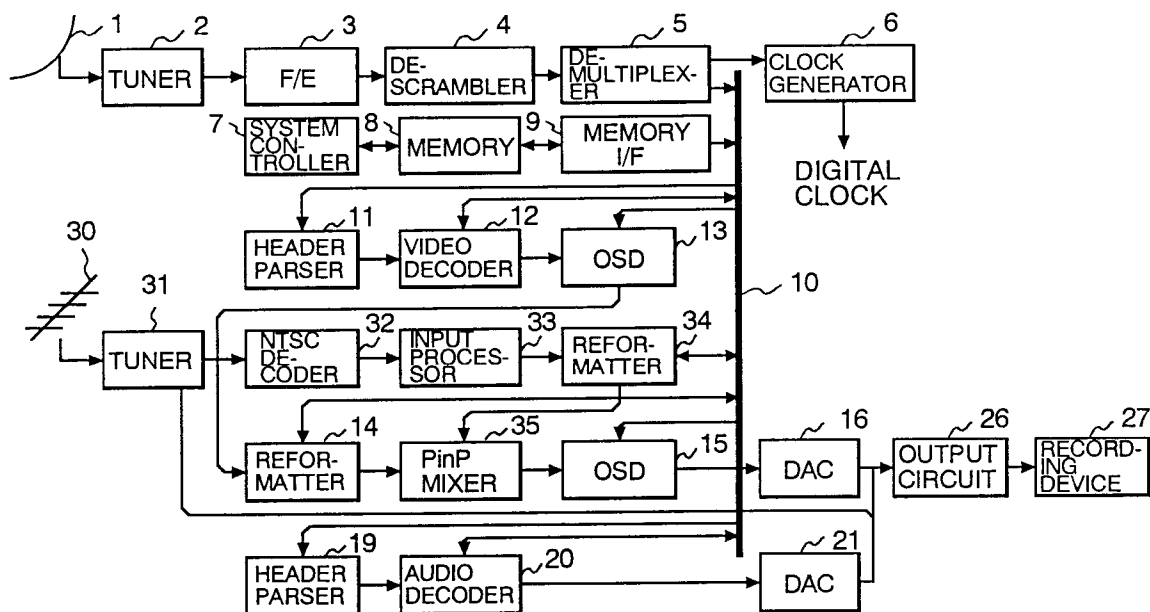 1
2
3
4
5
6
TUNER
F/E
DE-
SCRAMBLER
DE-
MULTIPLEX-
ER
CLOCK
GENERATOR
7
SYSTEM
CON-
TROLLER
8
MEMORY
9
MEMORY
I/F
DIGITAL
CLOCK
11
HEADER
PARSER
12
VIDEO
DECODER
13
OSD
10
30
31
TUNER
32
NTSC
DE-
CODER
33
INPUT
PROCES-
SOR
34
REFOR-
MATTER
14
REFOR-
MATTER
35
PinP
MIXER
15
OSD
16
DAC
26
OUTPUT
CIRCUIT
27
RECORD-
ING
DEVICE
19
HEADER
PARSER
20
AUDIO
DECODER
21
DAC